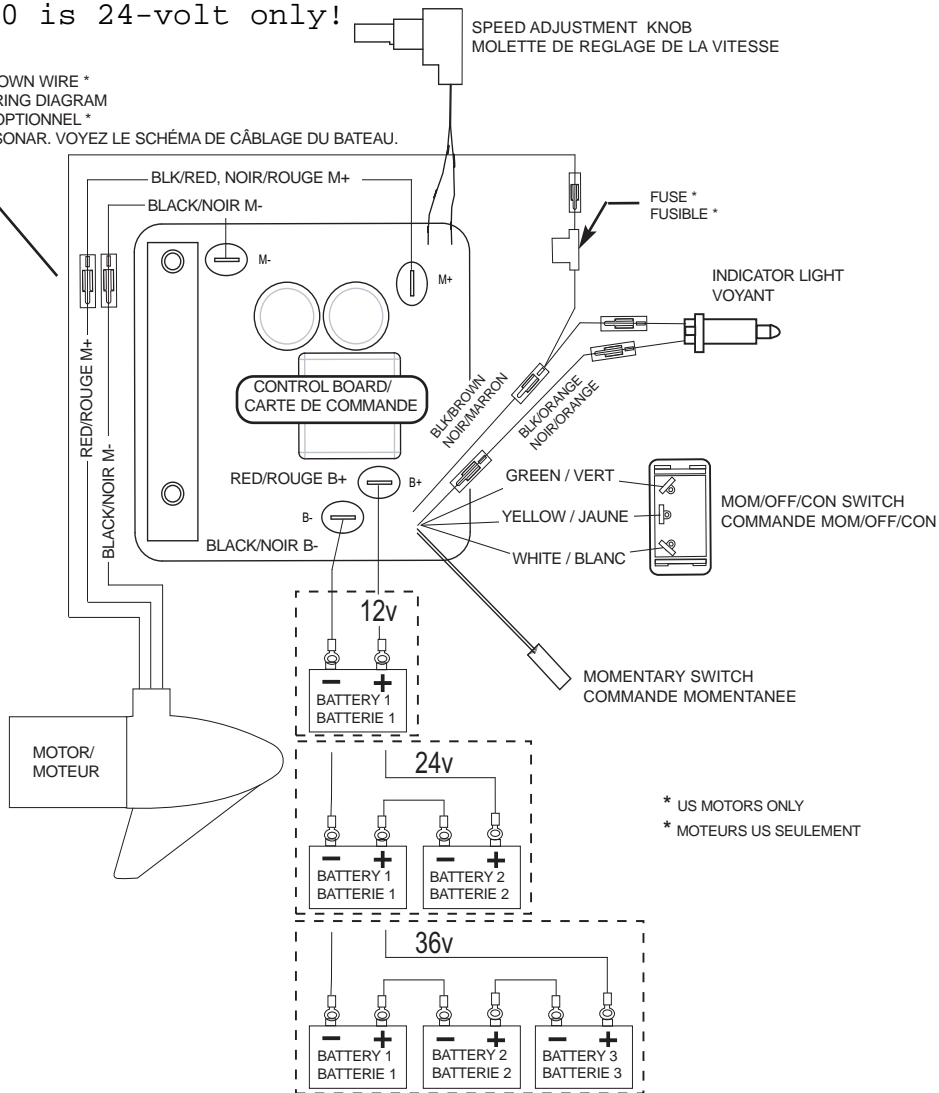 0 is 24-volt only!
SPEED ADJUSTMENT KNOB
MOLETTE DE REGLAGE DE LA VITESSE
OWN WIRE *
RING DIAGRAM
OPTIONNEL *
SONAR. VOYEZ LE SCHÉMA DE CÂBLAGE DU BATEAU.
BLK/RED, NOIR/ROUGE M+
BLACK/NOIR M-
FUSE *
FUSIBLE *
M-
M+
INDICATOR LIGHT
VOYANT
RED/ROUGE M+
BLACK/NOIR M-
CONTROL BOARD/
CARTE DE COMMANDE
BLK/BROWN
NOIR/MARRON
BLK/ORANGE
NOIR/ORANGE
RED/ROUGE B+
B+
B-
BLACK/NOIR B-
GREEN / VERT
YELLOW / JAUNE
WHITE / BLANC
MOM/OFF/CON SWITCH
COMMANDE MOM/OFF/CON
12v
− +
BATTERY 1
BATTERIE 1
MOMENTARY SWITCH
COMMANDE MOMENTANEE
MOTOR/
MOTEUR
24v
− +
BATTERY 1
BATTERIE 1
− +
BATTERY 2
BATTERIE 2
* US MOTORS ONLY
* MOTEURS US SEULEMENT
36v
− +
BATTERY 1
BATTERIE 1
− +
BATTERY 2
BATTERIE 2
− +
BATTERY 3
BATTERIE 3